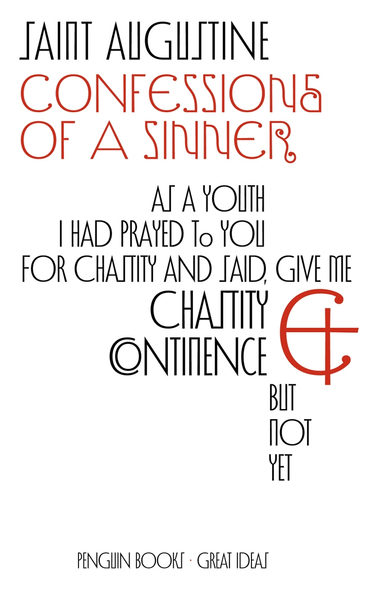 SAINT AUGUSTINE
CONFESSIONS
OF A SINNER
AS A YOUTH
I HAD PRAYED To YOU
FOR CHASTITY AND SAID, GIVE ME
CHASTITY &
CONTINENCE
BUT
NOT
YET
PENGUIN BOOKS · GREAT IDEAS